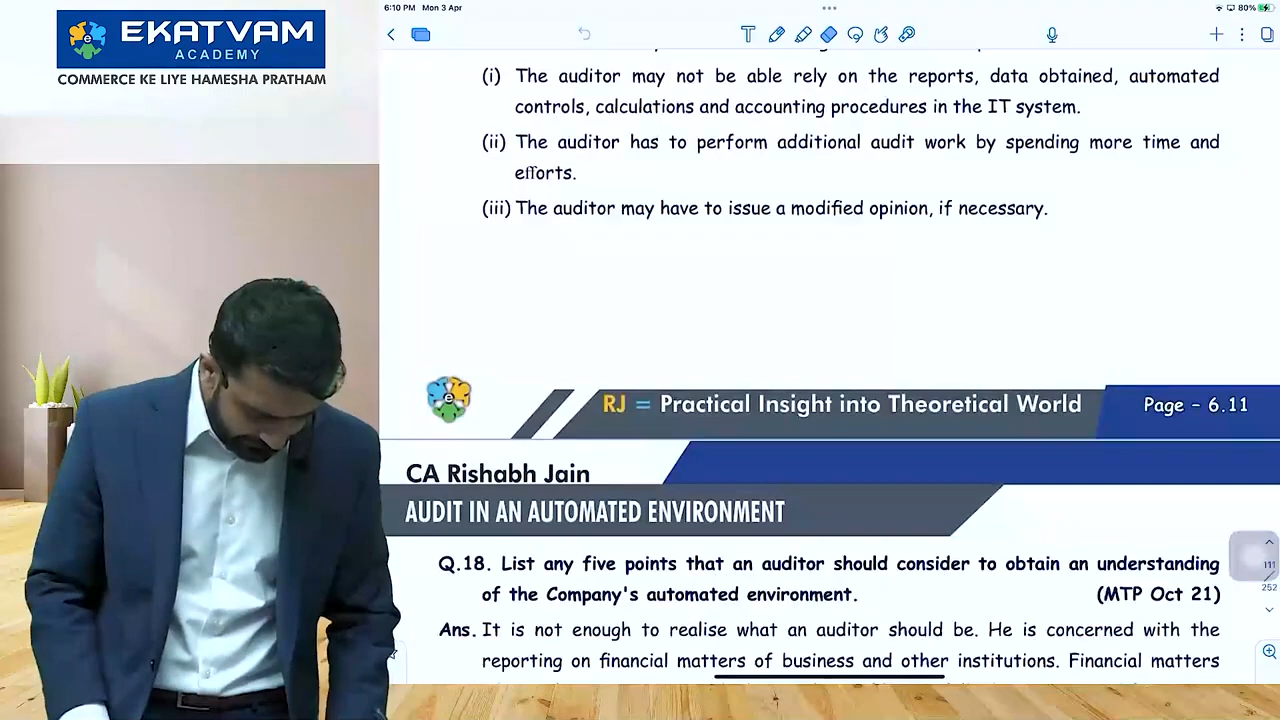 EKATVAM
ACADEMY
COMMERCE KE LIYE HAMESHA PRATHAM
6:10 PM Mon 3 Apr
80%
(i) The auditor may not be able rely on the reports, data obtained, automated
controls, calculations and accounting procedures in the IT system.
(ii) The auditor has to perform additional audit work by spending more time and
efforts.
(iii) The auditor may have to issue a modified opinion, if necessary.
RJ = Practical Insight into Theoretical World
Page - 6.11
CA Rishabh Jain
AUDIT IN AN AUTOMATED ENVIRONMENT
111
252
Q.18. List any five points that an auditor should consider to obtain an understanding
of the Company's automated environment. (MTP Oct 21)
Ans. It is not enough to realise what an auditor should be. He is concerned with the
reporting on financial matters of business and other institutions. Financial matters